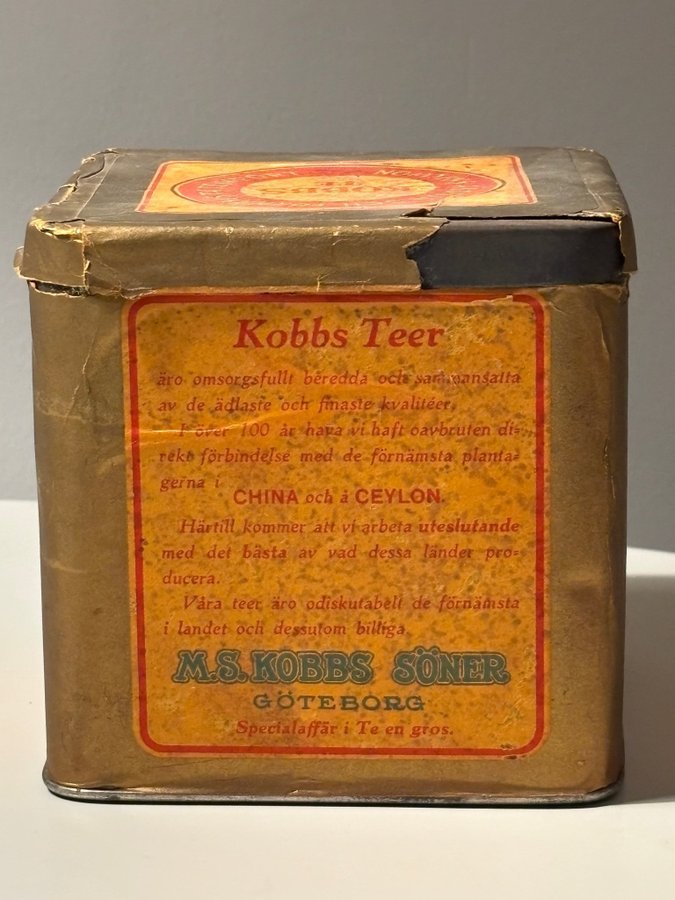 KOBBS
Kobbs Teer
äro omsorgsfullt beredda och sammansatta
av de ädlaste och finaste kvalitéer.
I över 100 år hava vi haft oavbruten di=
rekt förbindelse med de förnämsta planta=
gerna i
CHINA och å CEYLON.
Härtill kommer att vi arbeta uteslutande
med det bästa av vad dessa länder pro=
ducera.
Våra teer äro odiskutabelt de förnämsta
i landet och dessutom billiga
M.S. KOBBS SÖNER
GÖTEBORG
Specialaffär i Te en gros.